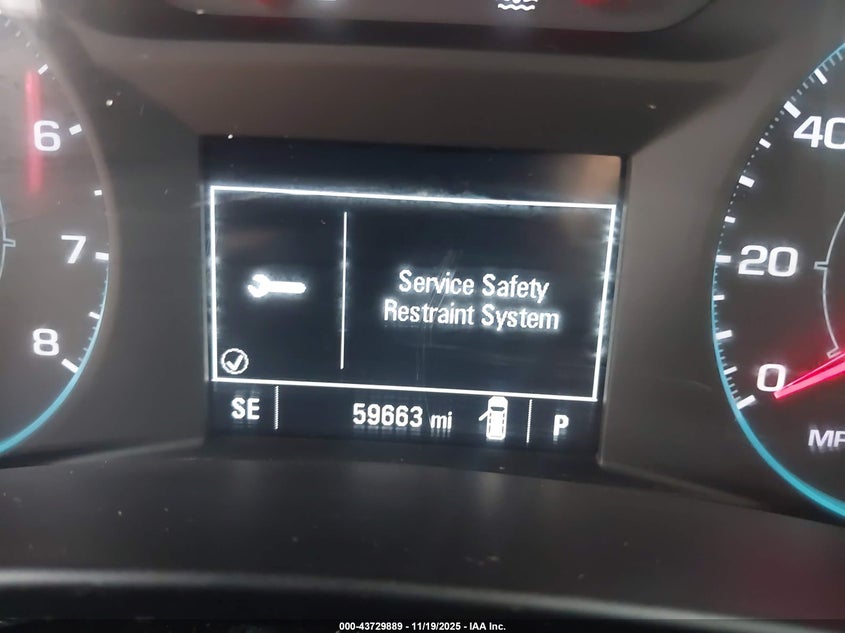 6
7
8
40
20
0
MP
Service Safety
Restraint System
SE 59663 mi P
000-43729889 - 11/19/2025 - IAA Inc.